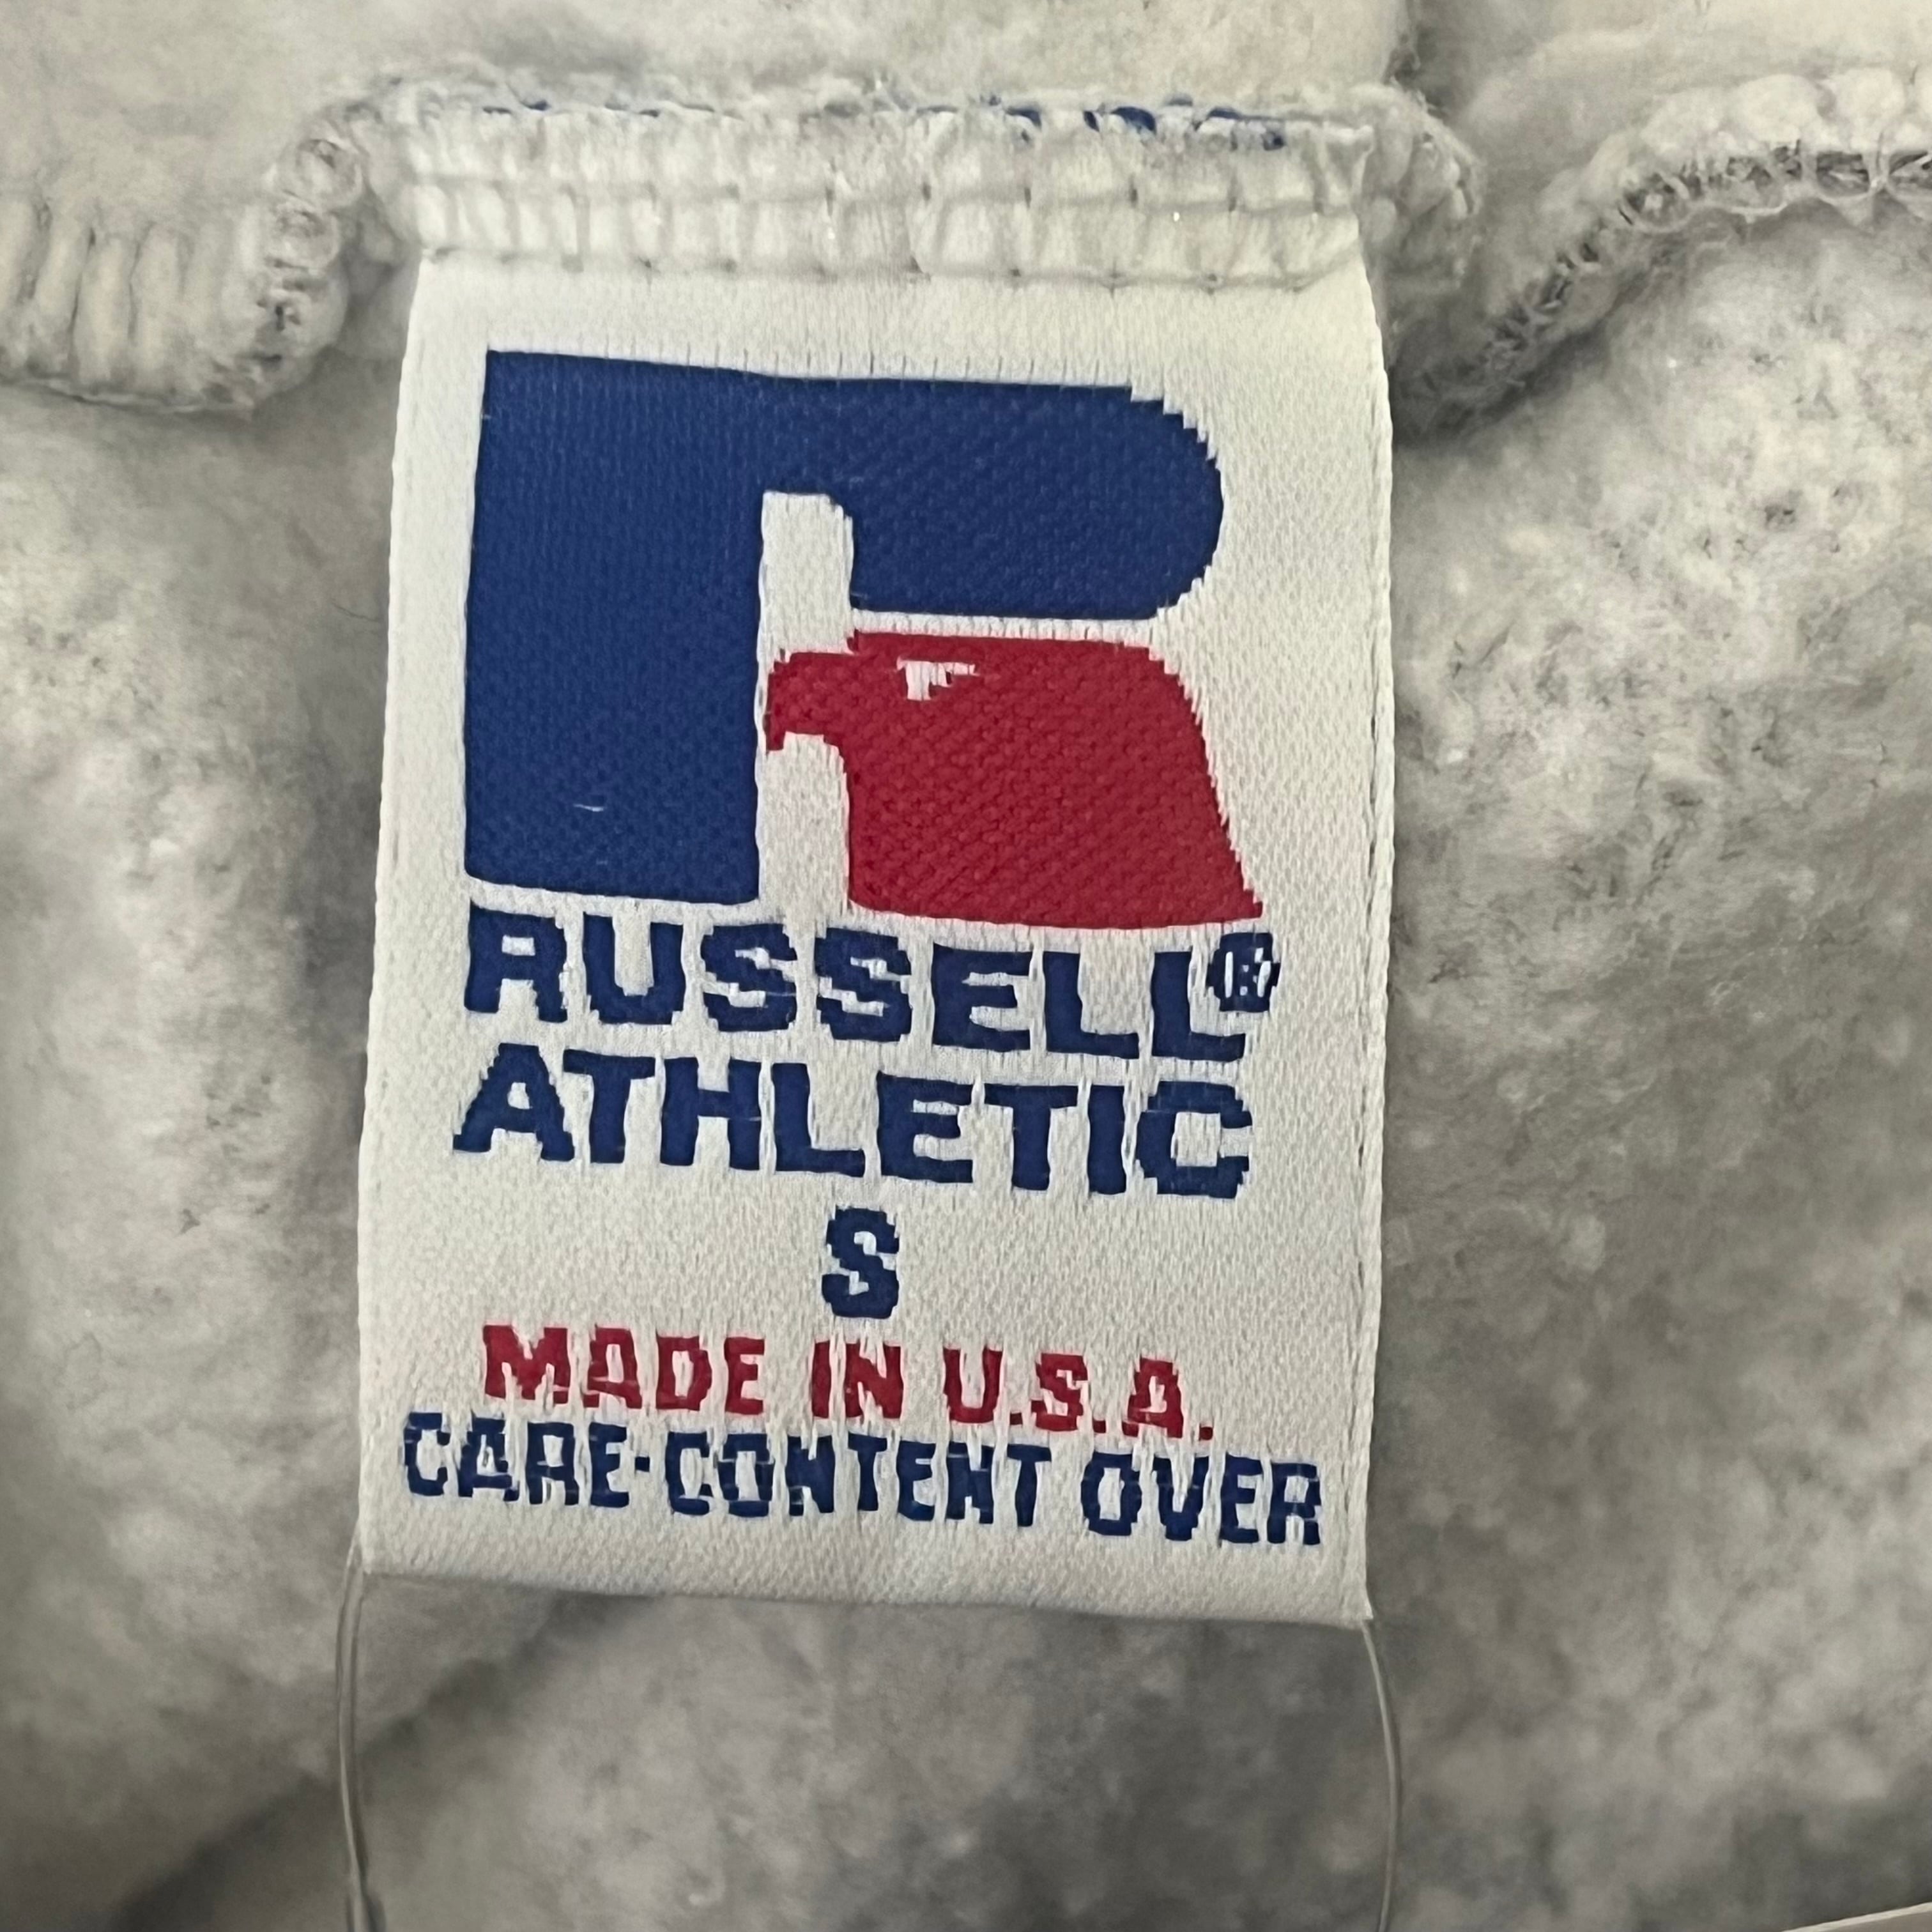 RUSSELL®
ATHLETIC
S
MADE IN U.S.A.
CARE·CONTENT OVER